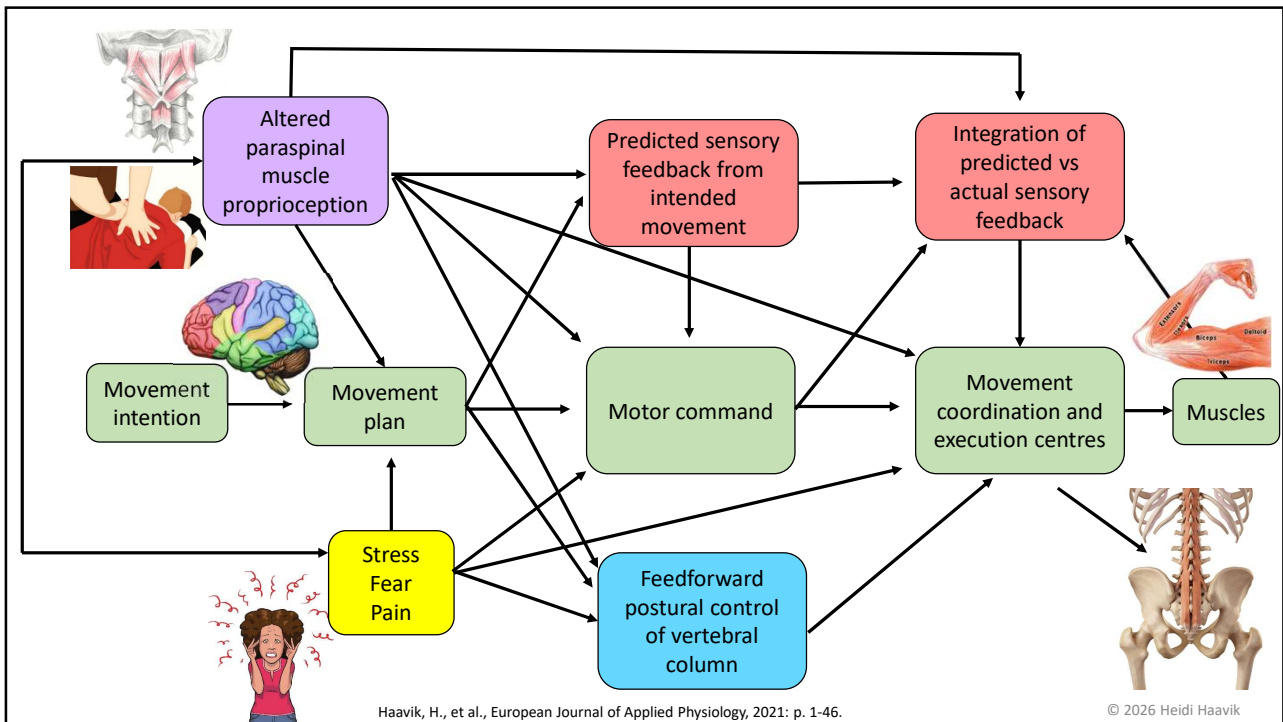 Altered
paraspinal
muscle
proprioception
Predicted sensory
feedback from
intended
movement
Integration of
predicted vs
actual sensory
feedback
Movement
intention
Movement
plan
Motor command
Movement
coordination and
execution centres
Muscles
Extensors
Flexors
Biceps
Triceps
Deltoid
Stress
Fear
Pain
Feedforward
postural control
of vertebral
column
Haavik, H., et al., European Journal of Applied Physiology, 2021: p. 1-46.
© 2026 Heidi Haavik